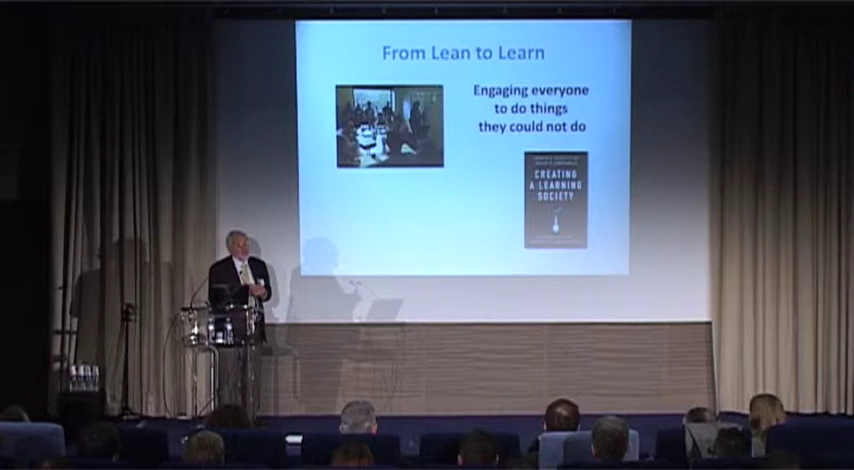 From Lean to Learn
Engaging everyone
to do things
they could not do
CREATING
A LEARNING
SOCIETY